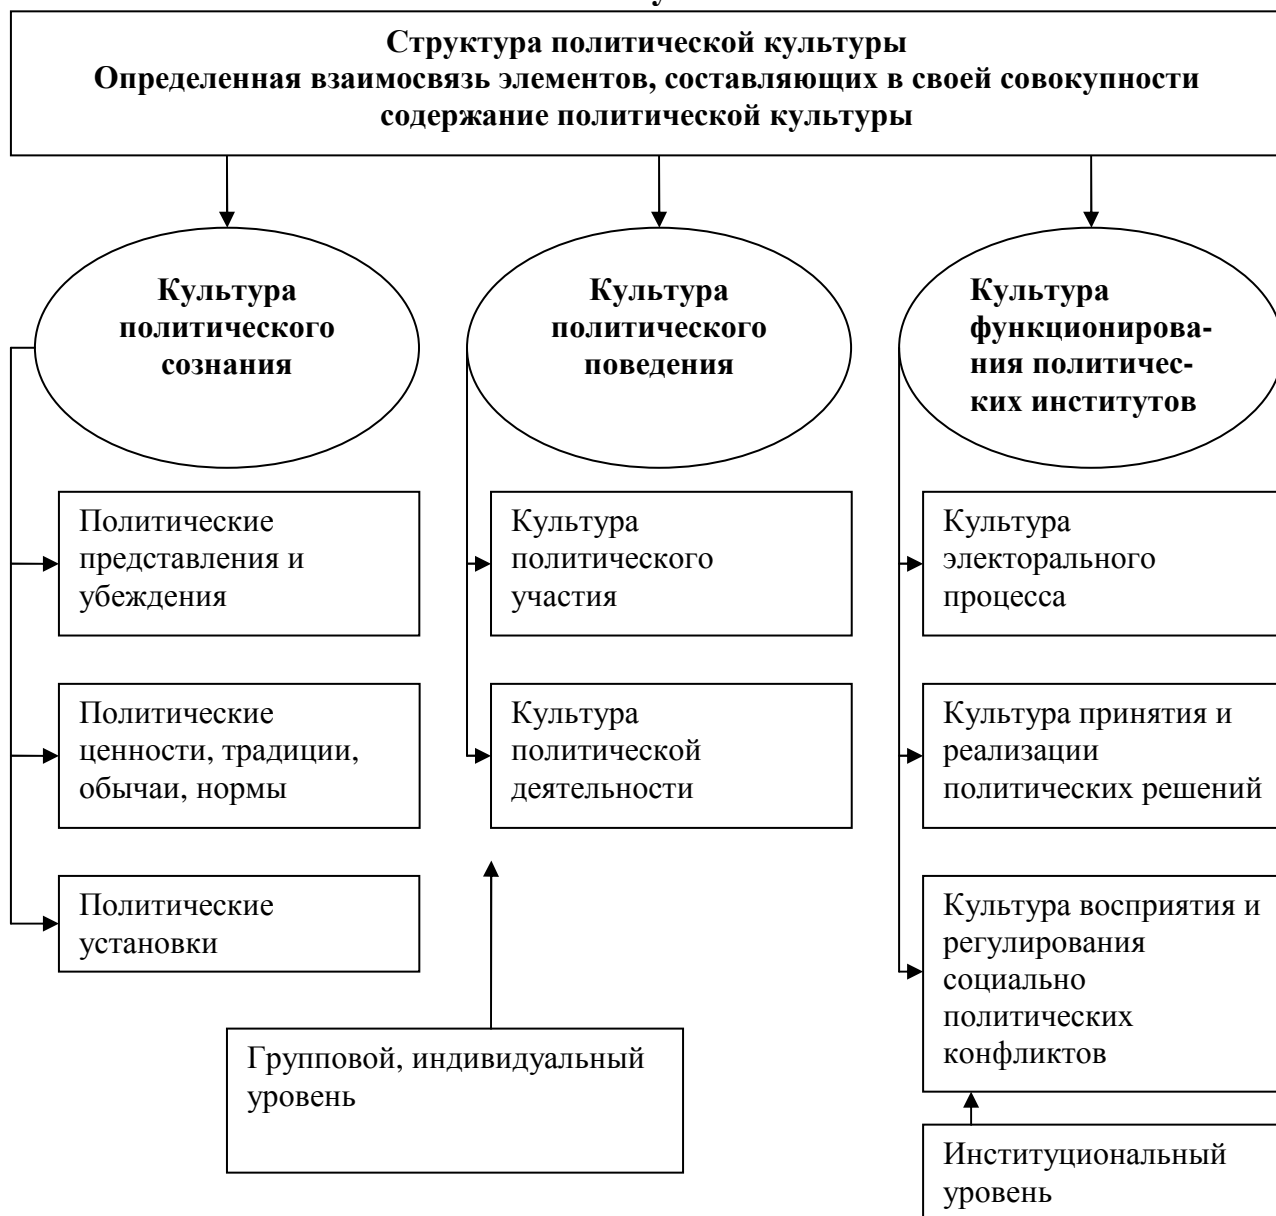 Структура политической культуры
Определенная взаимосвязь элементов, составляющих в своей совокупности
содержание политической культуры
Культура
политического
сознания
Культура
политического
поведения
Культура
функционирова-
ния политичес-
ких институтов
Политические
представления и
убеждения
Культура
политического
участия
Культура
электорального
процесса
Политические
ценности, традиции,
обычаи, нормы
Культура
политической
деятельности
Культура принятия и
реализации
политических решений
Политические
установки
Культура восприятия и
регулирования
социально
политических
конфликтов
Групповой, индивидуальный
уровень
Институциональный
уровень